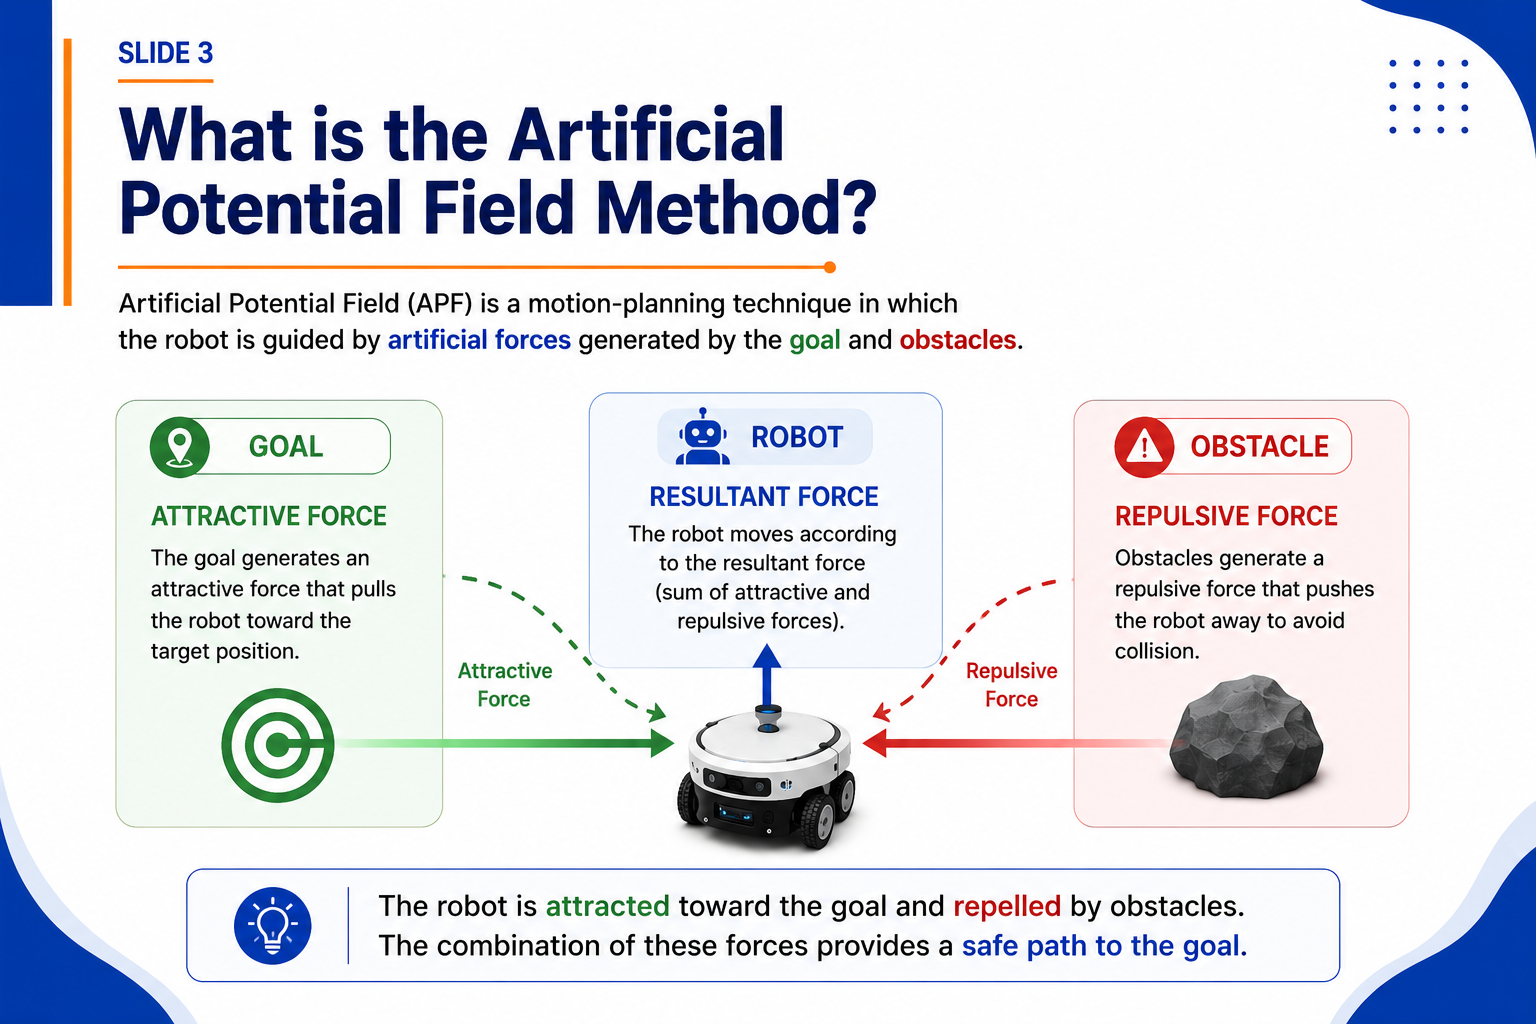 SLIDE 3
What is the Artificial
Potential Field Method?
Artificial Potential Field (APF) is a motion-planning technique in which
the robot is guided by artificial forces generated by the goal and obstacles.
GOAL
ATTRACTIVE FORCE
The goal generates an
attractive force that pulls
the robot toward the
target position.
Attractive
Force
ROBOT
RESULTANT FORCE
The robot moves according
to the resultant force
(sum of attractive and
repulsive forces).
Repulsive
Force
OBSTACLE
REPULSIVE FORCE
Obstacles generate a
repulsive force that pushes
the robot away to avoid
collision.
The robot is attracted toward the goal and repelled by obstacles.
The combination of these forces provides a safe path to the goal.